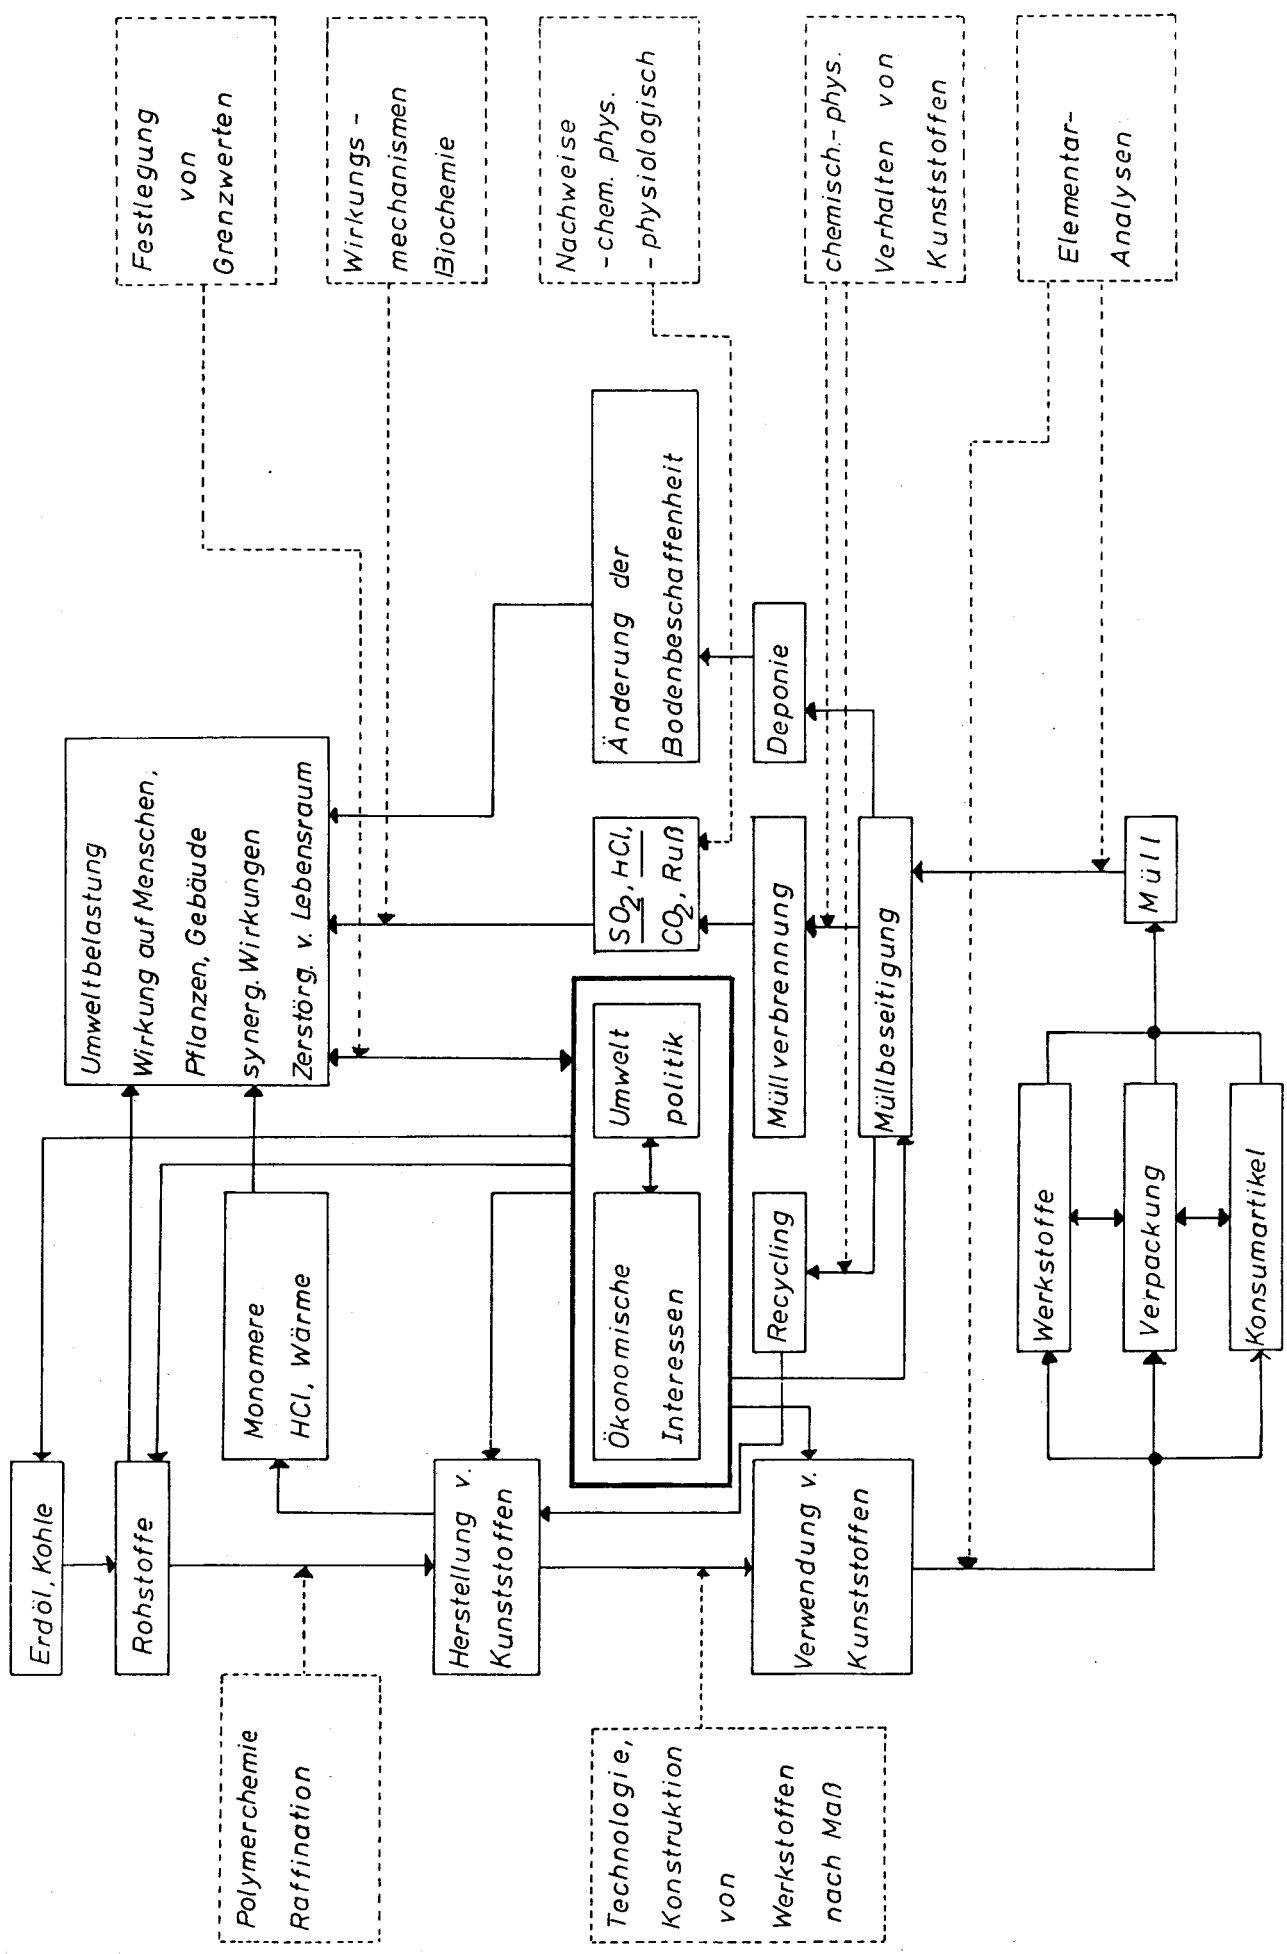 Erdöl, Kohle
Rohstoffe
Polymerchemie
Raffination
Monomere
HCl, Wärme
Umweltbelastung
Wirkung auf Menschen,
Pflanzen, Gebäude
synerg. Wirkungen
Zerstörg. v. Lebensraum
Festlegung
von
Grenzwerten
Wirkungs-
mechanismen
Biochemie
Herstellung v.
Kunststoffen
Technologie,
Konstruktion
von
Werkstoffen
nach Maß
Ökonomische
Interessen
Umwelt
politik
SO₂, HCl,
CO₂, Ruß
Änderung der
Bodenbeschaffenheit
Nachweise
-chem. phys.
-physiologisch
Verwendung v.
Kunststoffen
Recycling
Müllverbrennung
Deponie
Müllbeseitigung
chemisch.-phys.
Verhalten von
Kunststoffen
Werkstoffe
Verpackung
Konsumartikel
Müll
Elementar-
Analysen